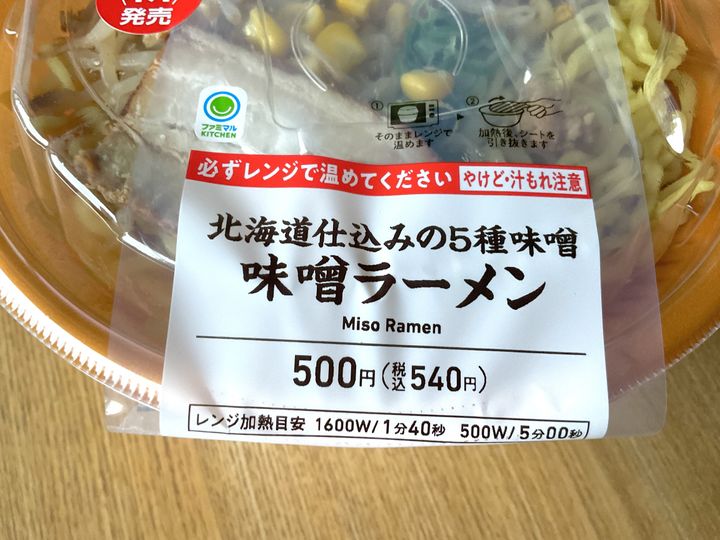 発売
ファミマル
KITCHEN
① そのままレンジで
温めます
② 加熱後、シートを
引き抜きます
必ずレンジで温めてください やけど・汁もれ注意
北海道仕込みの5種味噌
味噌ラーメン
Miso Ramen
500円(税込540円)
レンジ加熱目安 1600W/1分40秒 500W/5分00秒